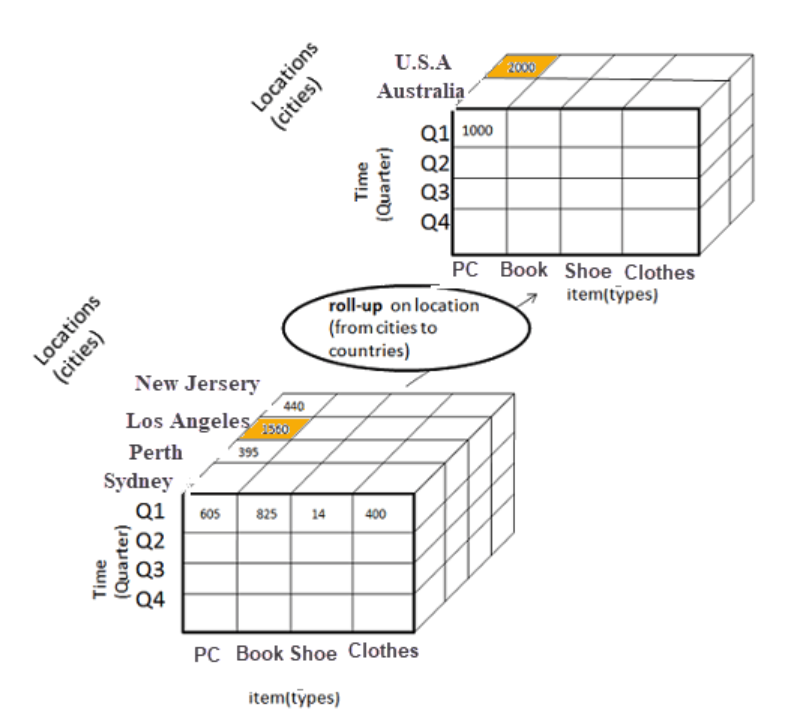 Locations
(cities)
U.S.A
2000
Australia
Q1
1000
Q2
Q3
Q4
Time
(Quarter)
PC Book Shoe Clothes
item(types)
roll-up on location
(from cities to
countries)
Locations
(cities)
New Jersery
440
Los Angeles
1560
Perth
395
Sydney
Q1
605 825 14 400
Q2
Q3
Q4
Time
(Quarter)
PC Book Shoe Clothes
item(types)